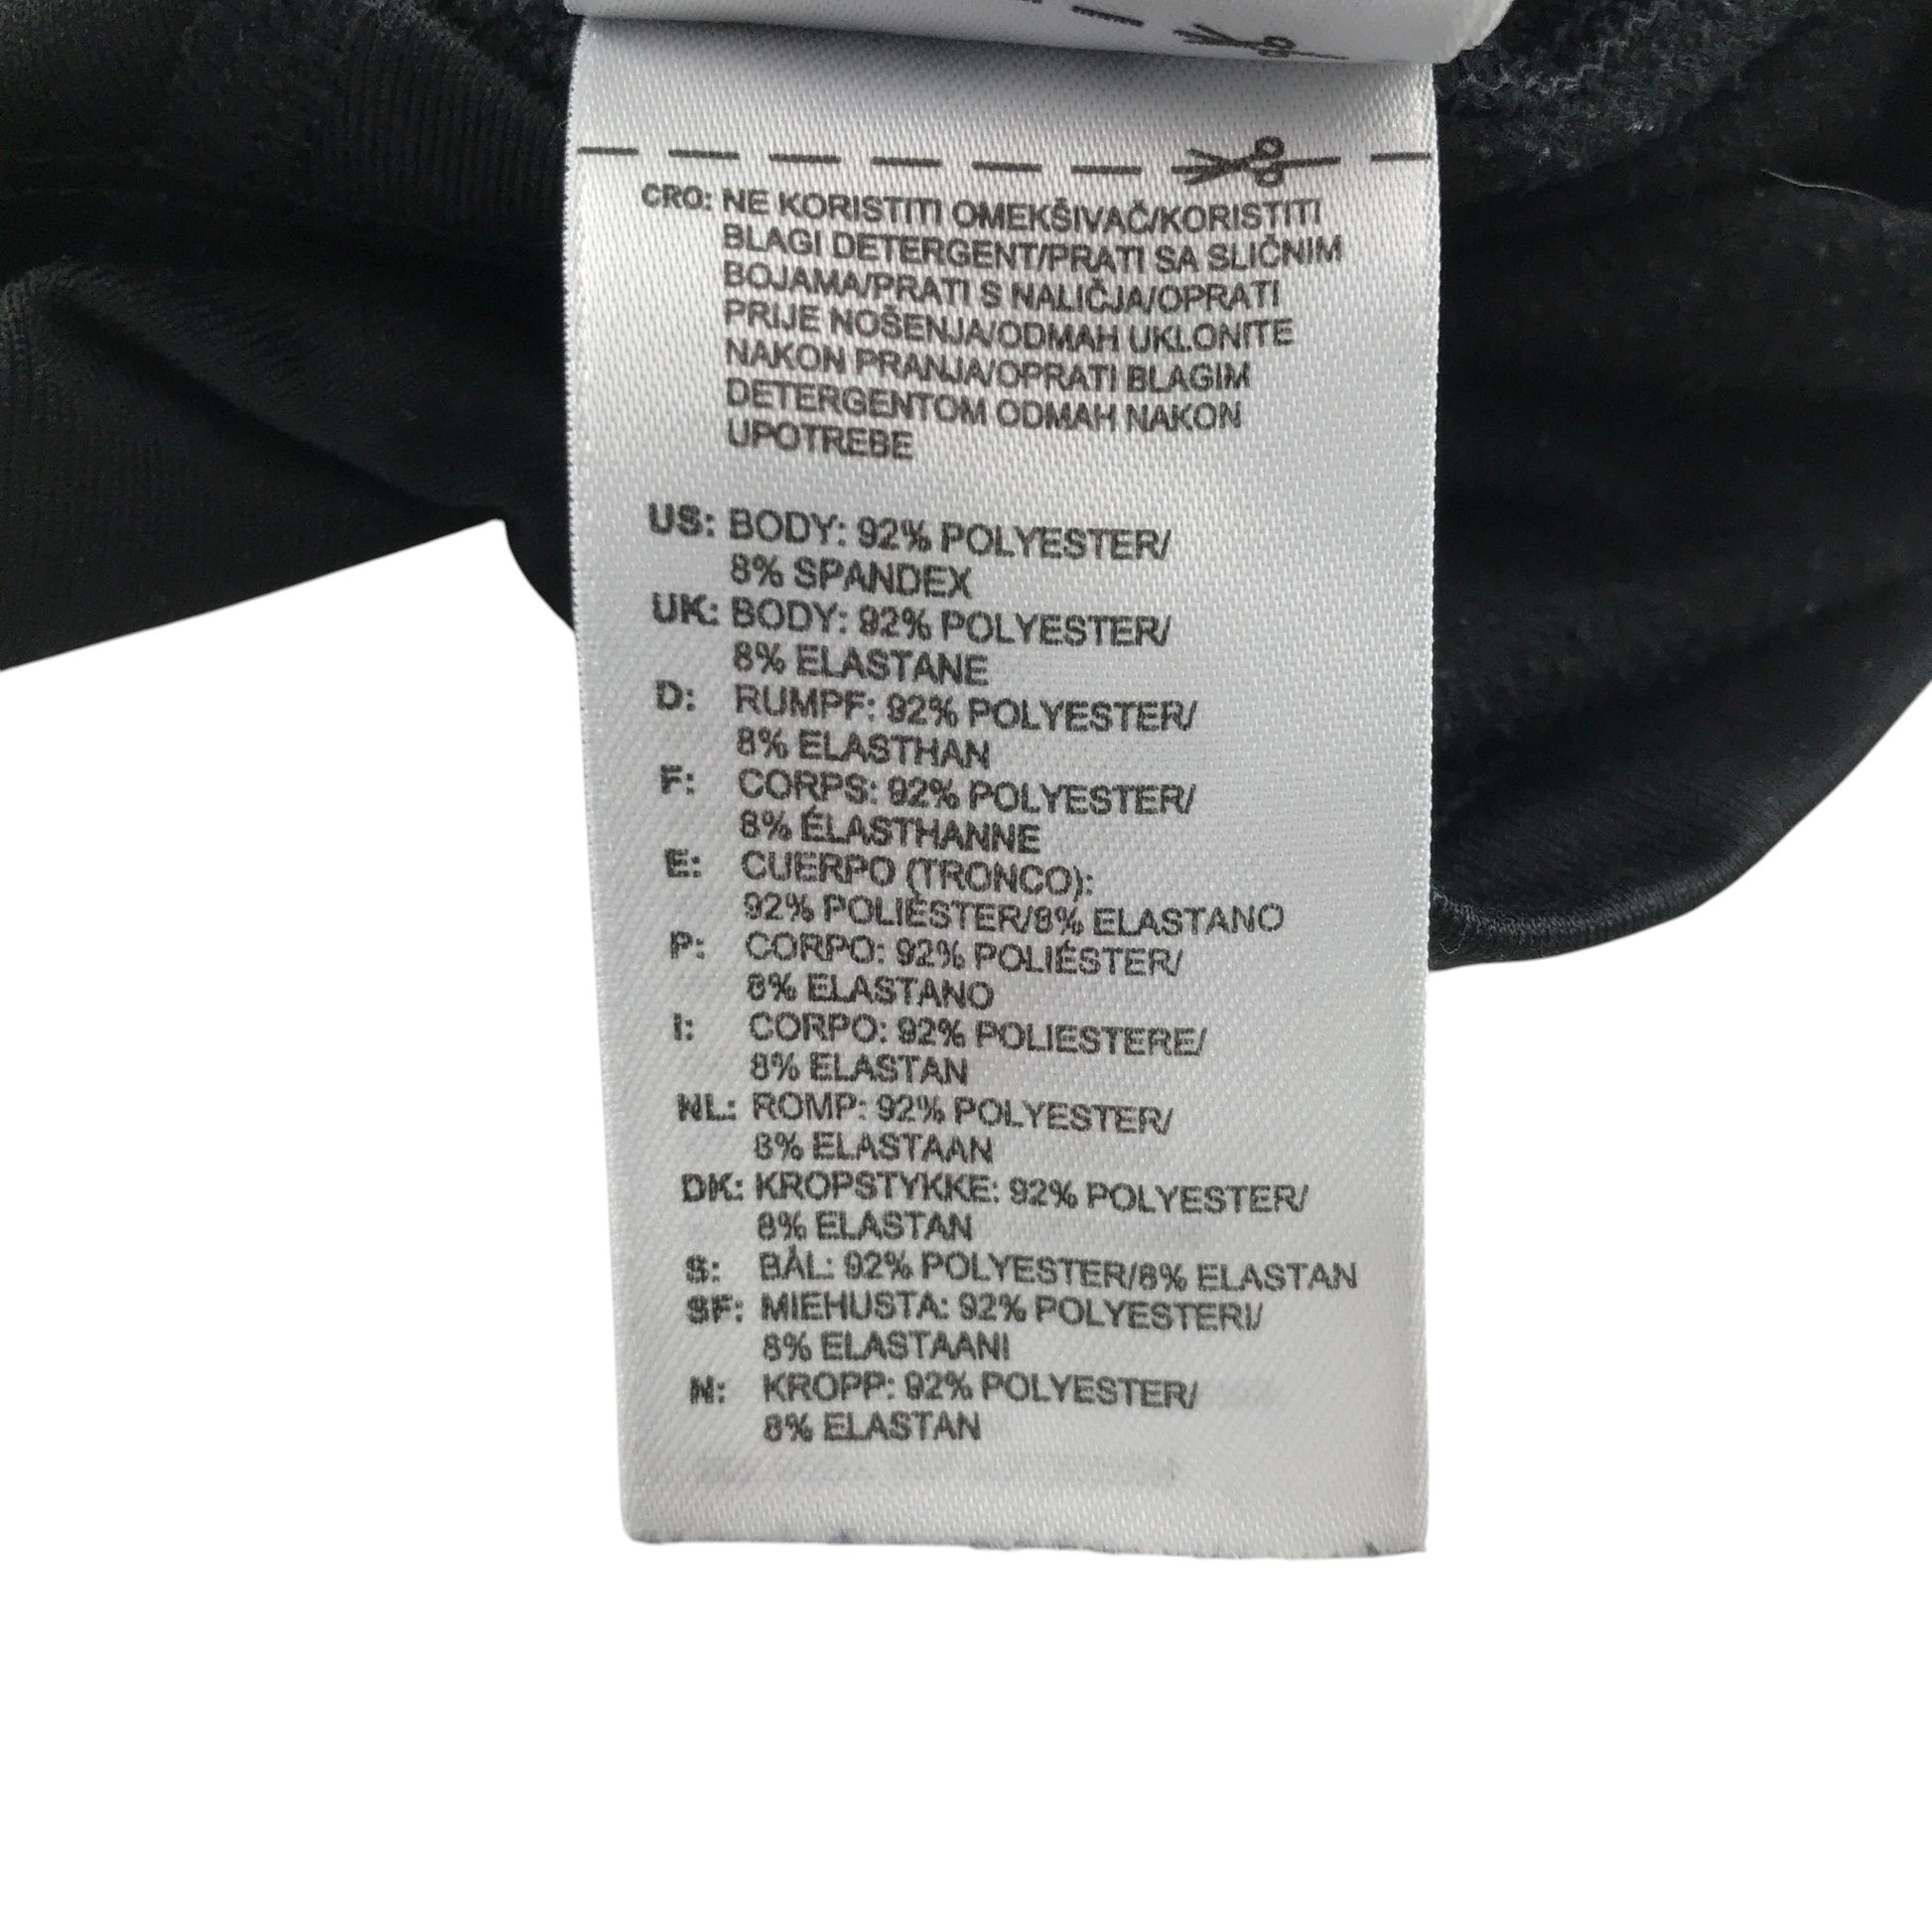 CRO: NE KORISTITI OMEKŠIVAČ/KORISTITI
BLAGI DETERGENT/PRATI SA SLIČNIM
BOJAMA/PRATI S NALIČJA/OPRATI
PRIJE NOŠENJA/ODMAH UKLONITE
NAKON PRANJA/OPRATI BLAGIM
DETERGENTOM ODMAH NAKON
UPOTREBE
US: BODY: 92% POLYESTER/
8% SPANDEX
UK: BODY: 92% POLYESTER/
8% ELASTANE
D: RUMPF: 92% POLYESTER/
8% ELASTHAN
F: CORPS: 92% POLYESTER/
8% ÉLASTHANNE
E: CUERPO (TRONCO):
92% POLIÉSTER/8% ELASTANO
P: CORPO: 92% POLIÉSTER/
8% ELASTANO
I: CORPO: 92% POLIESTERE/
8% ELASTAN
NL: ROMP: 92% POLYESTER/
8% ELASTAAN
DK: KROPSTYKKE: 92% POLYESTER/
8% ELASTAN
S: BÅL: 92% POLYESTER/8% ELASTAN
SF: MIEHUSTA: 92% POLYESTERI/
8% ELASTAANI
N: KROPP: 92% POLYESTER/
8% ELASTAN